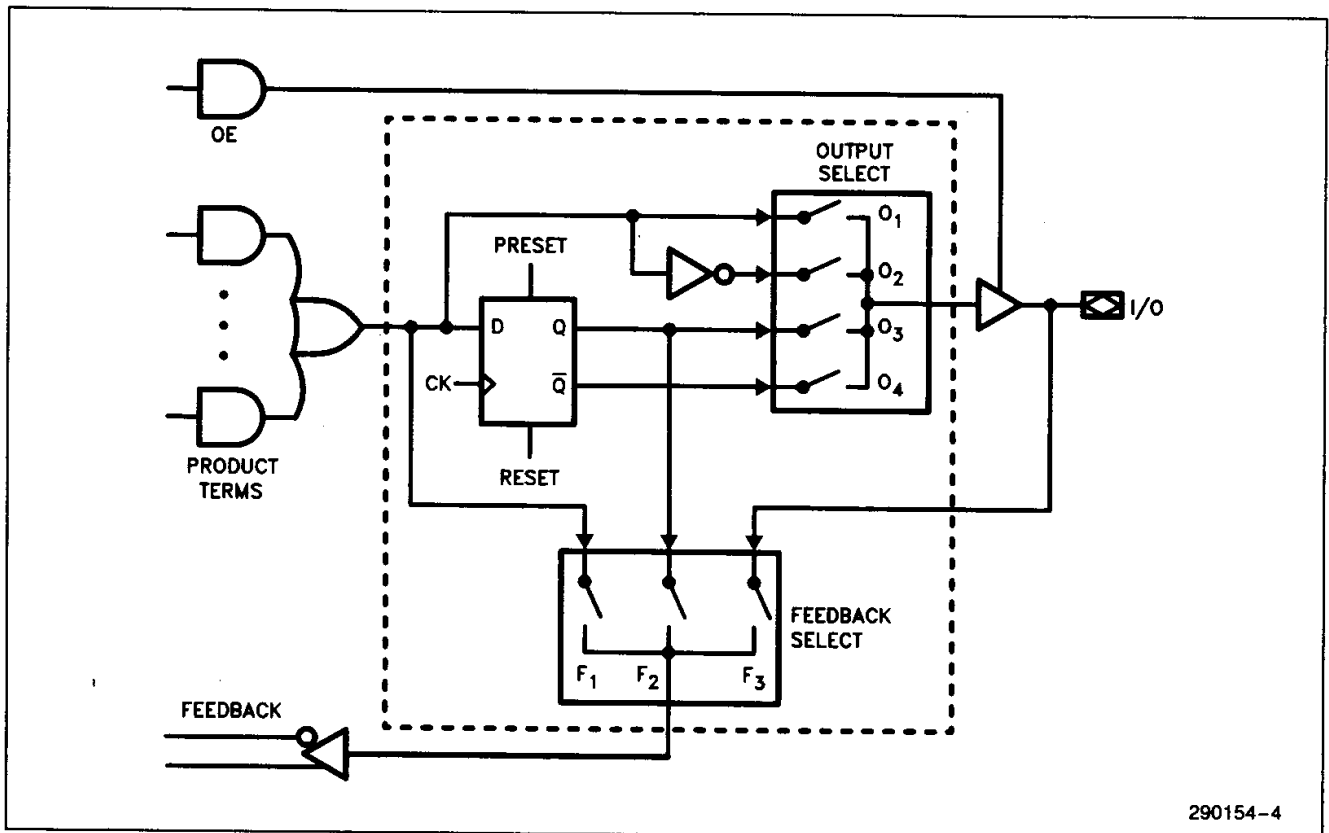 OE
OUTPUT
SELECT
O1
PRESET
O2
D Q
O3
I/O
CK
Q̅
O4
PRODUCT
TERMS
RESET
FEEDBACK
SELECT
F1 F2 F3
FEEDBACK
290154-4